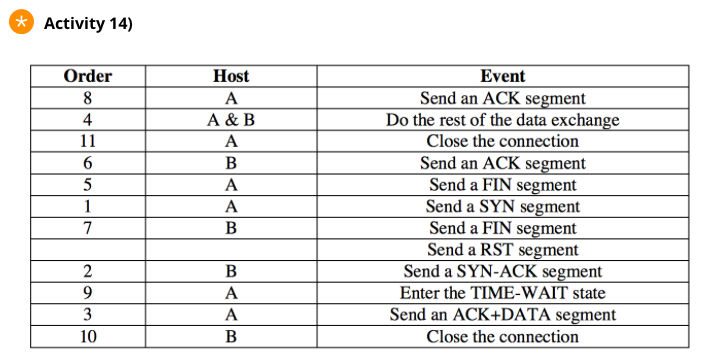 * Activity 14)
Order Host Event
8 A Send an ACK segment
4 A & B Do the rest of the data exchange
11 A Close the connection
6 B Send an ACK segment
5 A Send a FIN segment
1 A Send a SYN segment
7 B Send a FIN segment
Send a RST segment
2 B Send a SYN-ACK segment
9 A Enter the TIME-WAIT state
3 A Send an ACK+DATA segment
10 B Close the connection